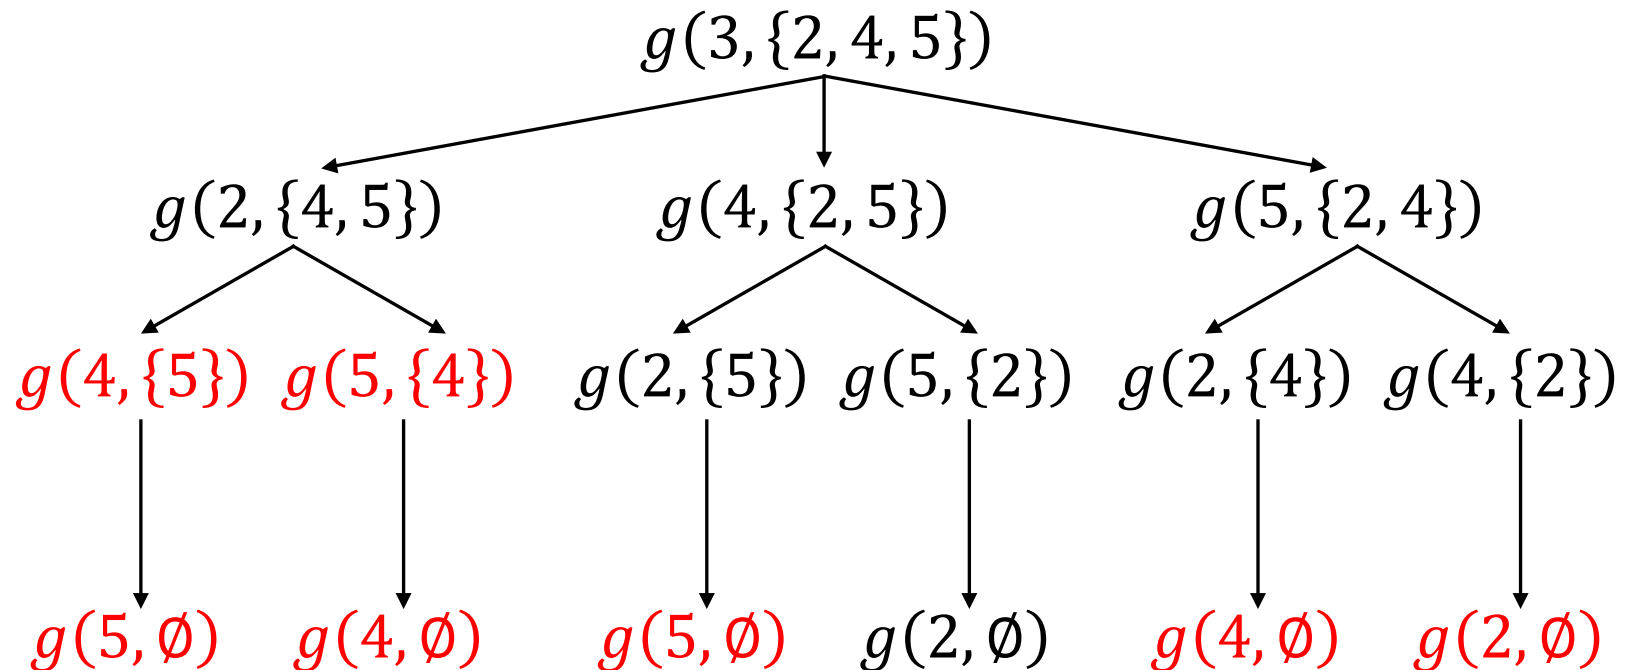 g(3, {2, 4, 5})
g(2, {4, 5}) g(4, {2, 5}) g(5, {2, 4})
g(4, {5}) g(5, {4}) g(2, {5}) g(5, {2}) g(2, {4}) g(4, {2})
g(5, ∅) g(4, ∅) g(5, ∅) g(2, ∅) g(4, ∅) g(2, ∅)